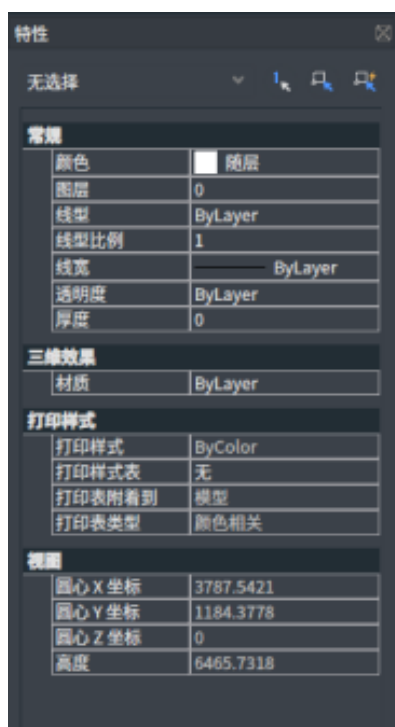 特性
无选择
常规
颜色 随层
图层 0
线型 ByLayer
线型比例 1
线宽 ByLayer
透明度 ByLayer
厚度 0
三维效果
材质 ByLayer
打印样式
打印样式 ByColor
打印样式表 无
打印表附着到 模型
打印表类型 颜色相关
视图
圆心 X 坐标 3787.5421
圆心 Y 坐标 1184.3778
圆心 Z 坐标 0
高度 6465.7318